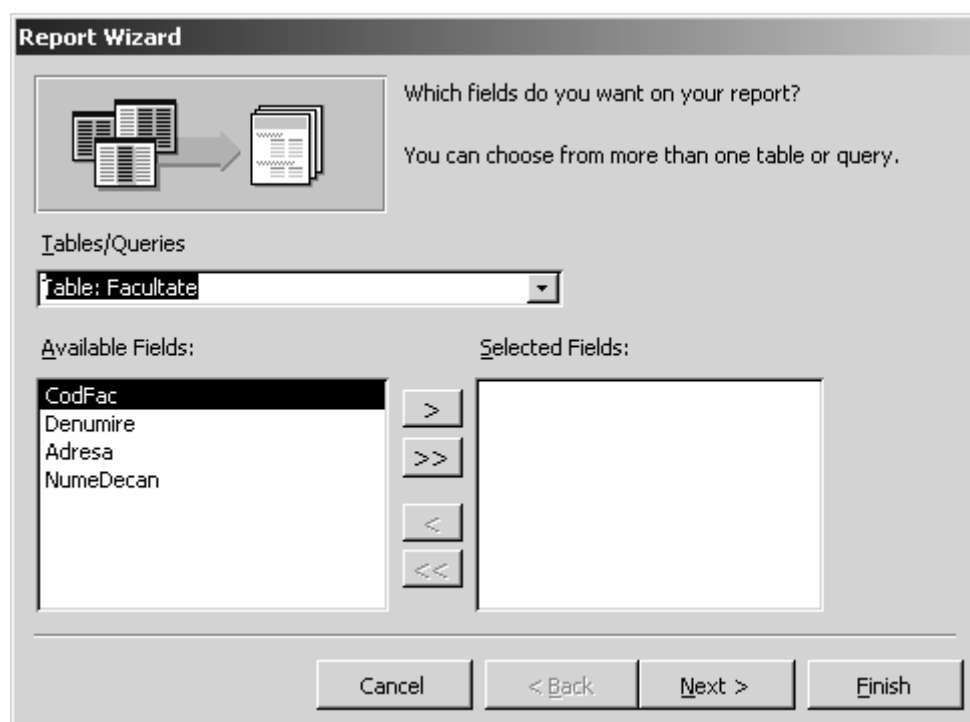 Report Wizard
Which fields do you want on your report?
You can choose from more than one table or query.
Tables/Queries
Table: Facultate
Available Fields:
Selected Fields:
CodFac
Denumire
Adresa
NumeDecan
>
>>
<
<<
Cancel
< Back
Next >
Finish